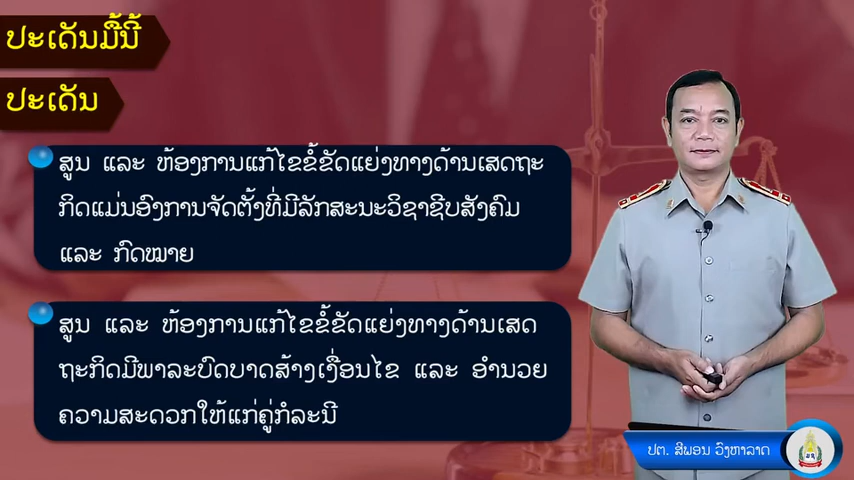 ປະເດັນມື້ນີ້
ປະເດັນ
ສູນ ແລະ ຫ້ອງການແກ້ໄຂຂໍ້ຂັດແຍ່ງທາງດ້ານເສດຖະ
ກິດແມ່ນອົງການຈັດຕັ້ງທີ່ມີລັກສະນະວິຊາຊີບສັງຄົມ
ແລະ ກົດໝາຍ
ສູນ ແລະ ຫ້ອງການແກ້ໄຂຂໍ້ຂັດແຍ່ງທາງດ້ານເສດ
ຖະກິດມີພາລະບົດບາດສ້າງເງື່ອນໄຂ ແລະ ອຳນວຍ
ຄວາມສະດວກໃຫ້ແກ່ຄູ່ກໍລະນີ
ປຕ. ສີພອນ ວົງຫາລາດ